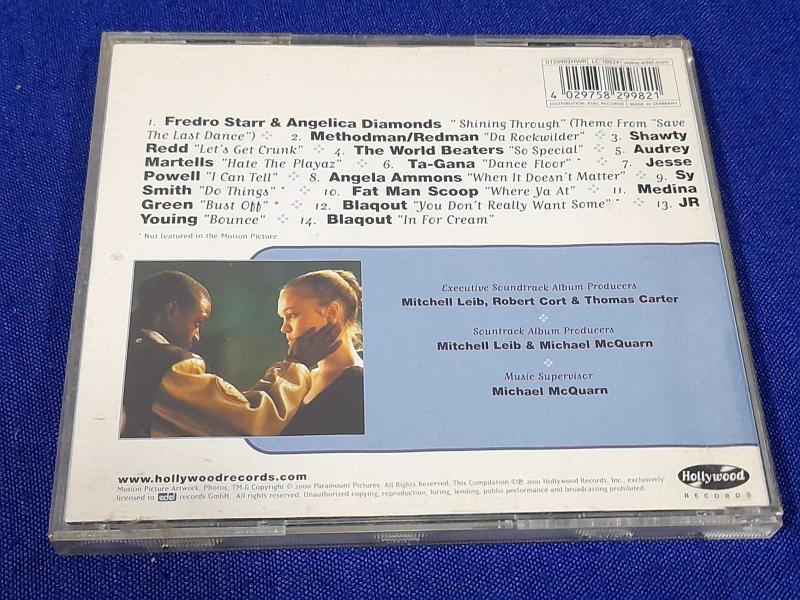 0129982HWR LC 10024 www.edel.com
4 029758 299821
DISTRIBUTION: EDEL RECORDS MADE IN GERMANY
1. Fredro Starr & Angelica Diamonds "Shining Through" (Theme From "Save
The Last Dance") 2. Methodman/Redman "Da Rockwilder" 3. Shawty
Redd "Let's Get Crunk" 4. The World Beaters "So Special" 5. Audrey
Martells "Hate The Playaz" 6. Ta-Gana "Dance Floor" * 7. Jesse
Powell "I Can Tell" 8. Angela Ammons "When It Doesn't Matter" 9. Sy
Smith "Do Things" * 10. Fat Man Scoop "Where Ya At" 11. Medina
Green "Bust Off" * 12. Blaqout "You Don't Really Want Some" * 13. JR
Youing "Bounce" 14. Blaqout "In For Cream"
* Not featured in the Motion Picture.
Executive Soundtrack Album Producers
Mitchell Leib, Robert Cort & Thomas Carter
Sountrack Album Producers
Mitchell Leib & Michael McQuarn
Music Supervisor
Michael McQuarn
www.hollywoodrecords.com
Motion Picture Artwork, Photos, TM & Copyright © 2000 Paramount Pictures. All Rights Reserved. This Compilation ©℗ 2001 Hollywood Records, Inc., exclusively
licensed to edel records GmbH. All rights reserved. Unauthorized copying, reproduction, hiring, lending, public performance and broadcasting prohibited.
Hollywood
RECORDS